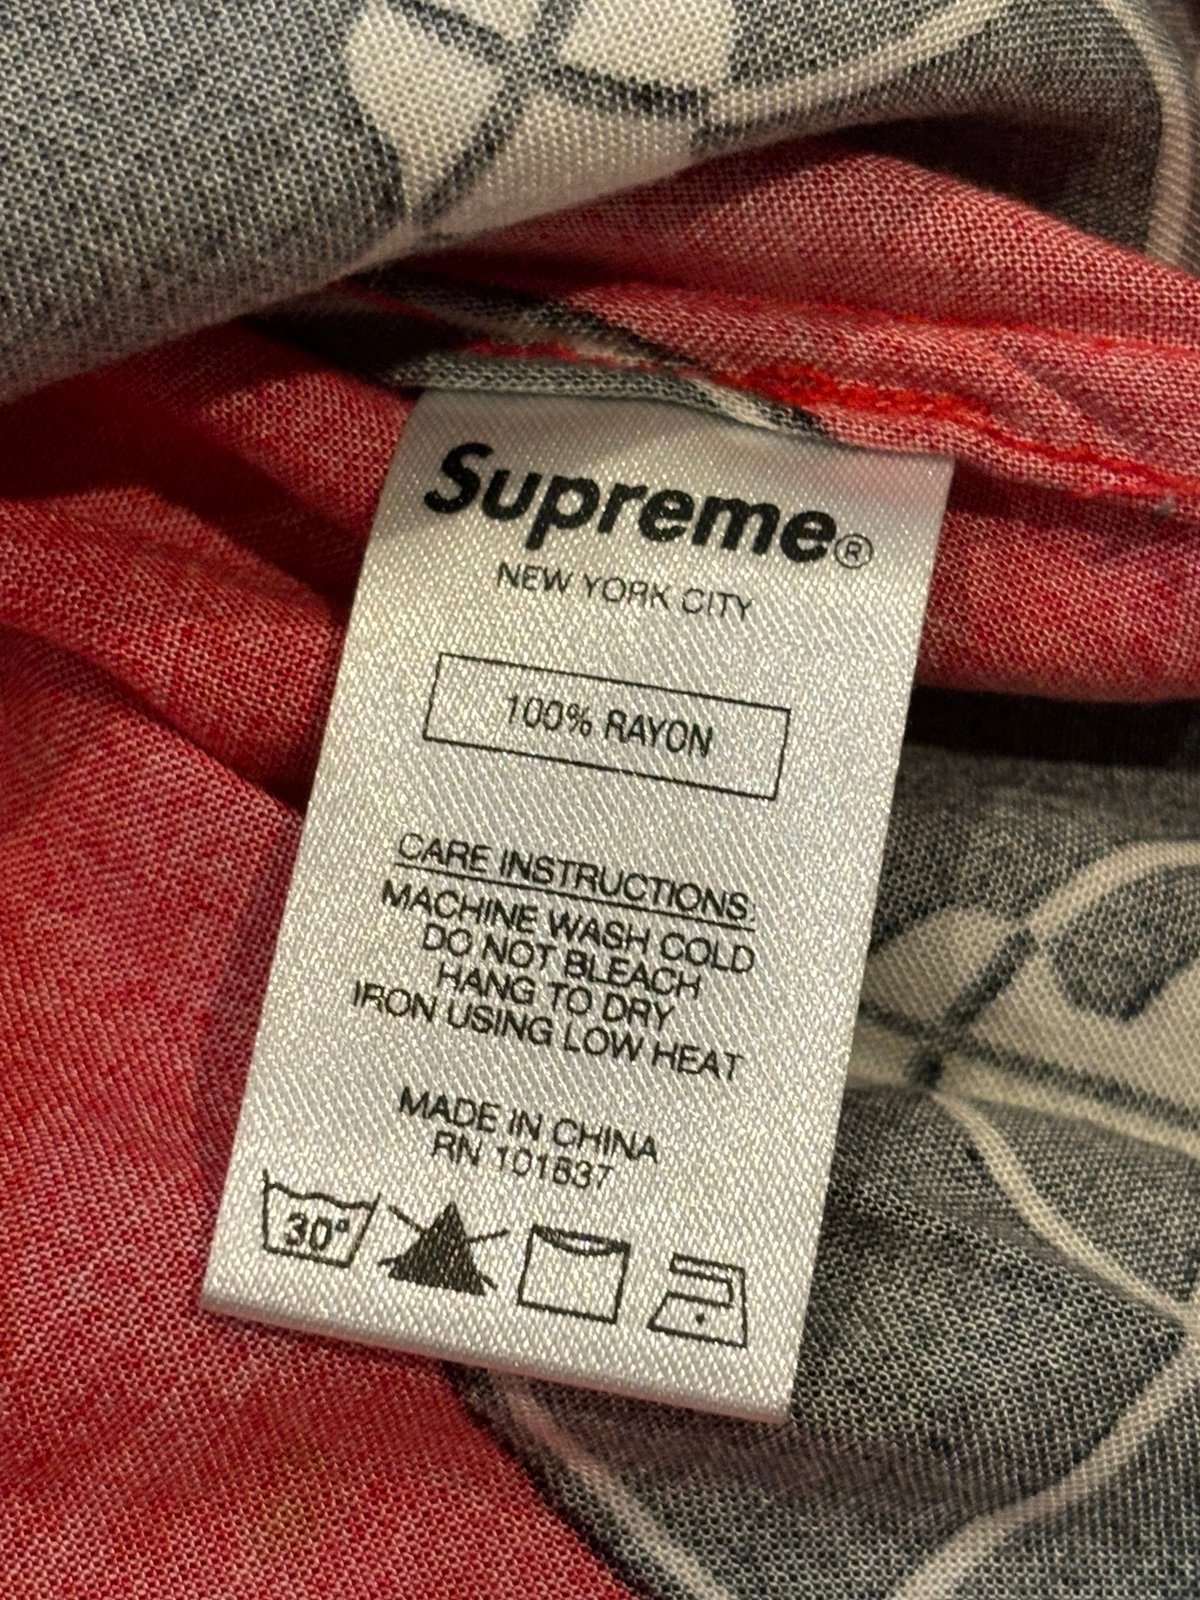 Supreme®
NEW YORK CITY
100% RAYON
CARE INSTRUCTIONS
MACHINE WASH COLD
DO NOT BLEACH
HANG TO DRY
IRON USING LOW HEAT
MADE IN CHINA
RN 101837
30°